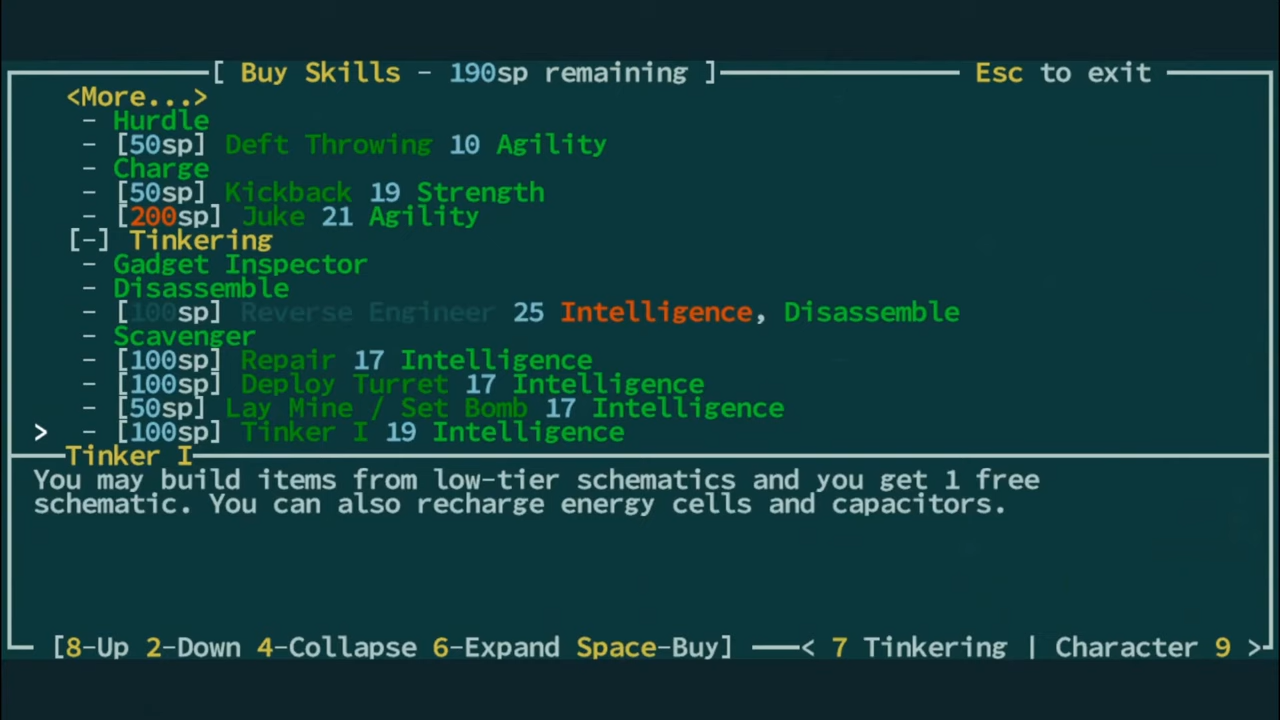 [ Buy Skills - 190sp remaining ] Esc to exit
<More...>
- Hurdle
- [50sp] Deft Throwing 10 Agility
- Charge
- [50sp] Kickback 19 Strength
- [200sp] Juke 21 Agility
[-] Tinkering
- Gadget Inspector
- Disassemble
- [100sp] Reverse Engineer 25 Intelligence, Disassemble
- Scavenger
- [100sp] Repair 17 Intelligence
- [100sp] Deploy Turret 17 Intelligence
- [50sp] Lay Mine / Set Bomb 17 Intelligence
> - [100sp] Tinker I 19 Intelligence
Tinker I
You may build items from low-tier schematics and you get 1 free
schematic. You can also recharge energy cells and capacitors.
[8-Up 2-Down 4-Collapse 6-Expand Space-Buy] < 7 Tinkering | Character 9 >